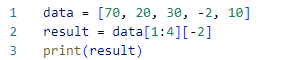 1 data = [70, 20, 30, -2, 10]
2 result = data[1:4][-2]
3 print(result)